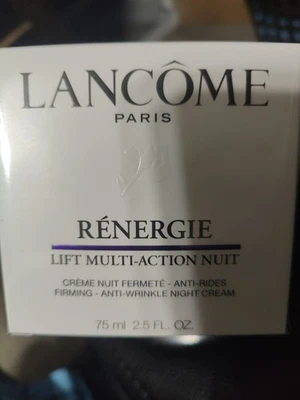 LANCÔME
PARIS
RÉNERGIE
LIFT MULTI-ACTION NUIT
CRÈME NUIT FERMETÉ - ANTI-RIDES
FIRMING - ANTI-WRINKLE NIGHT CREAM
75 ml 2.5 FL. OZ.